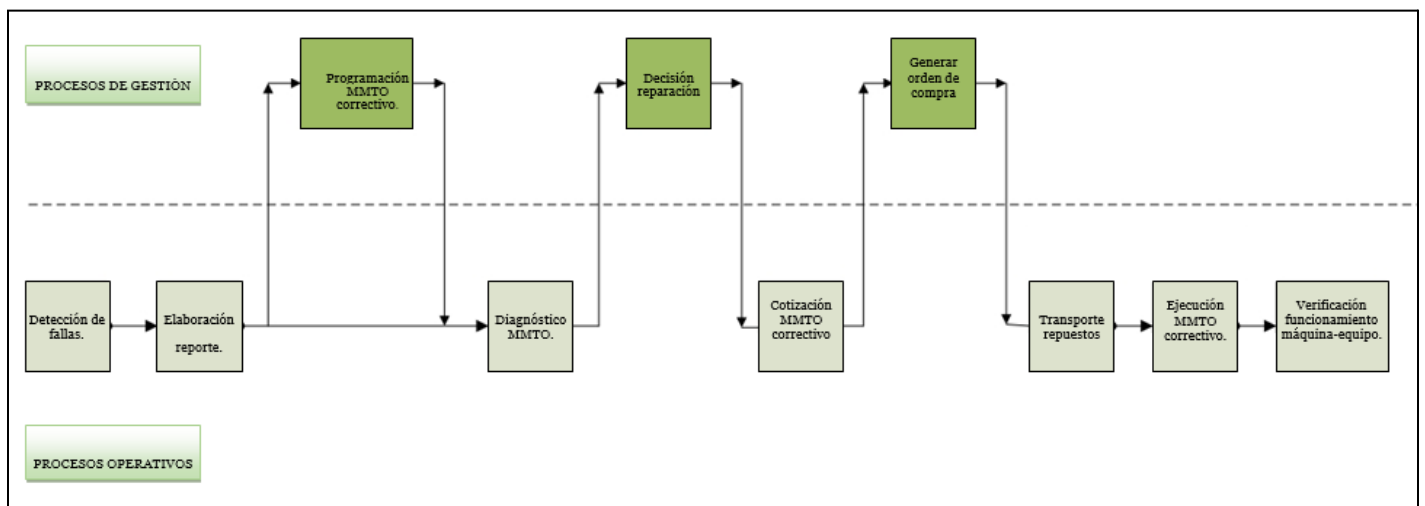 PROCESOS DE GESTIÓN
Programación
MMTO
correctivo.
Decisión
reparación
Generar
orden de
compra
Detección de
fallas.
Elaboración
reporte.
Diagnóstico
MMTO.
Cotización
MMTO
correctivo
Transporte
repuestos
Ejecución
MMTO
correctivo.
Verificación
funcionamiento
máquina-equipo.
PROCESOS OPERATIVOS